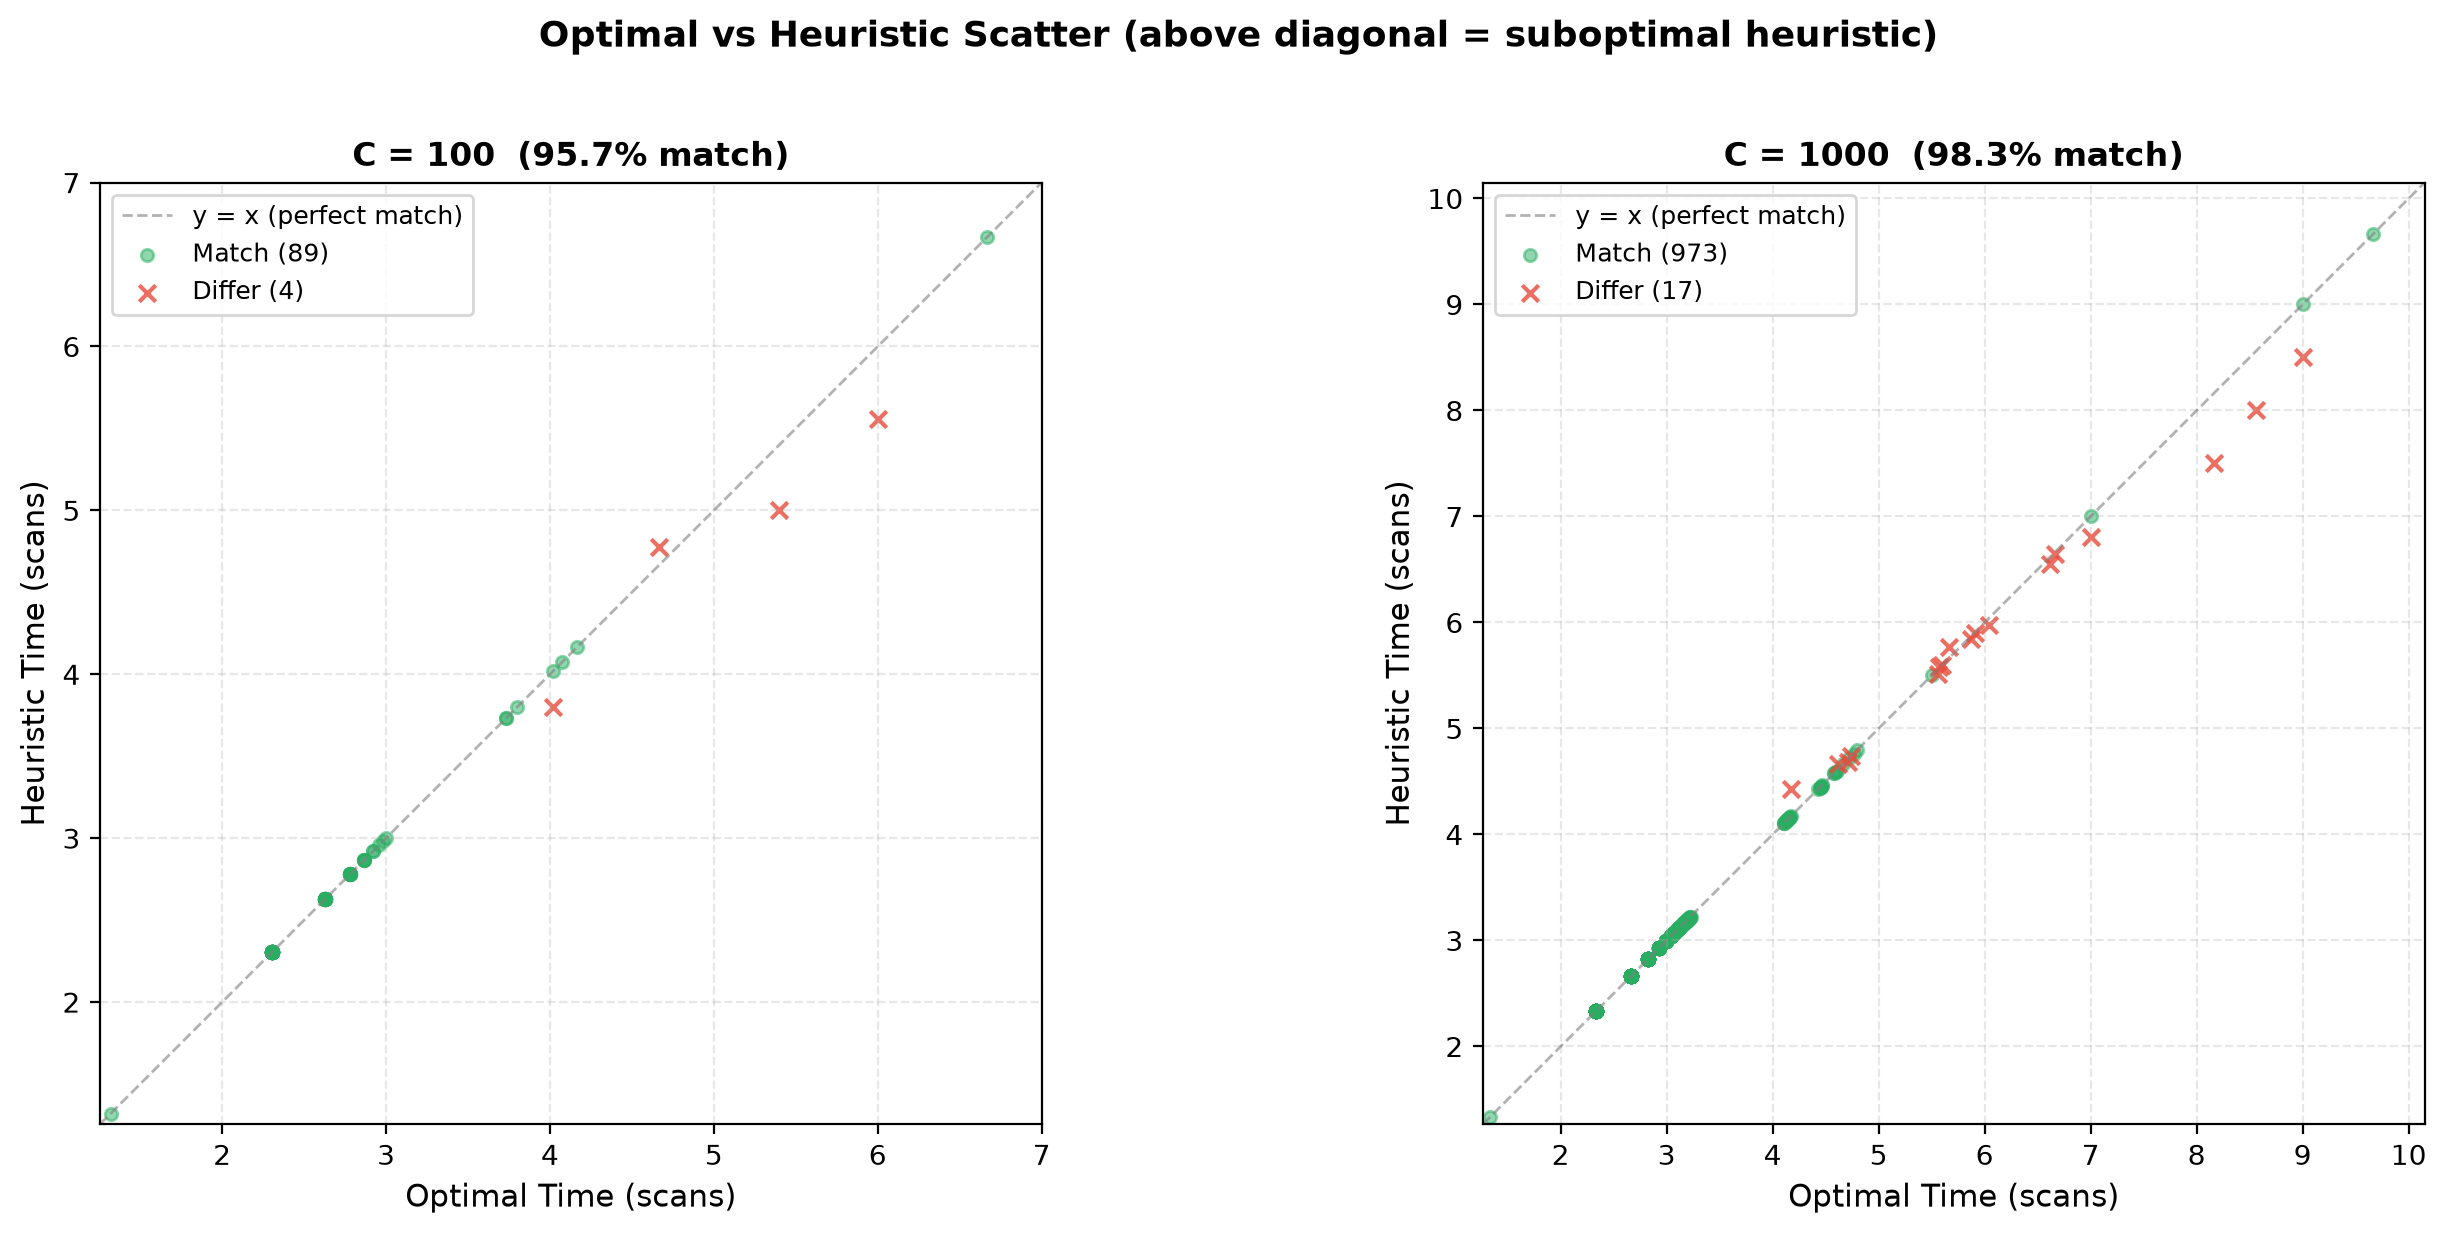 Optimal vs Heuristic Scatter (above diagonal = suboptimal heuristic)
C = 100 (95.7% match)
7
6
5
4
3
2
Heuristic Time (scans)
y = x (perfect match)
Match (89)
Differ (4)
2 3 4 5 6 7
Optimal Time (scans)
C = 1000 (98.3% match)
10
9
8
7
6
5
4
3
2
Heuristic Time (scans)
y = x (perfect match)
Match (973)
Differ (17)
2 3 4 5 6 7 8 9 10
Optimal Time (scans)